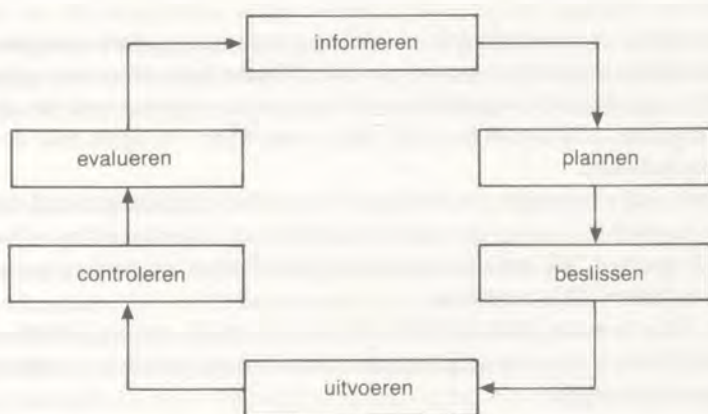 informeren
plannen
beslissen
uitvoeren
controleren
evalueren